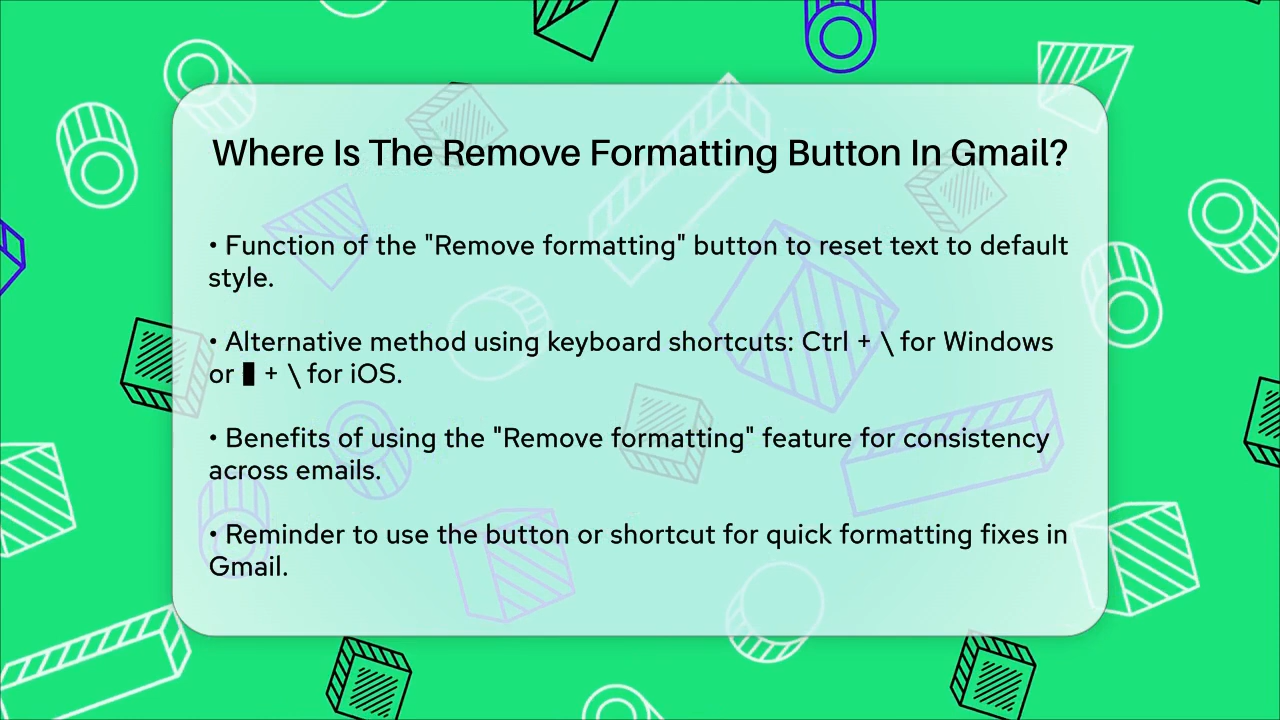 Where Is The Remove Formatting Button In Gmail?
• Function of the "Remove formatting" button to reset text to default
style.
• Alternative method using keyboard shortcuts: Ctrl + \ for Windows
or ▮ + \ for iOS.
• Benefits of using the "Remove formatting" feature for consistency
across emails.
• Reminder to use the button or shortcut for quick formatting fixes in
Gmail.